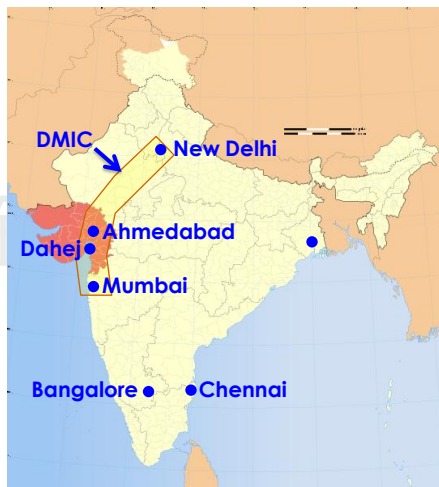 DMIC
New Delhi
Ahmedabad
Dahej
Mumbai
Bangalore
Chennai